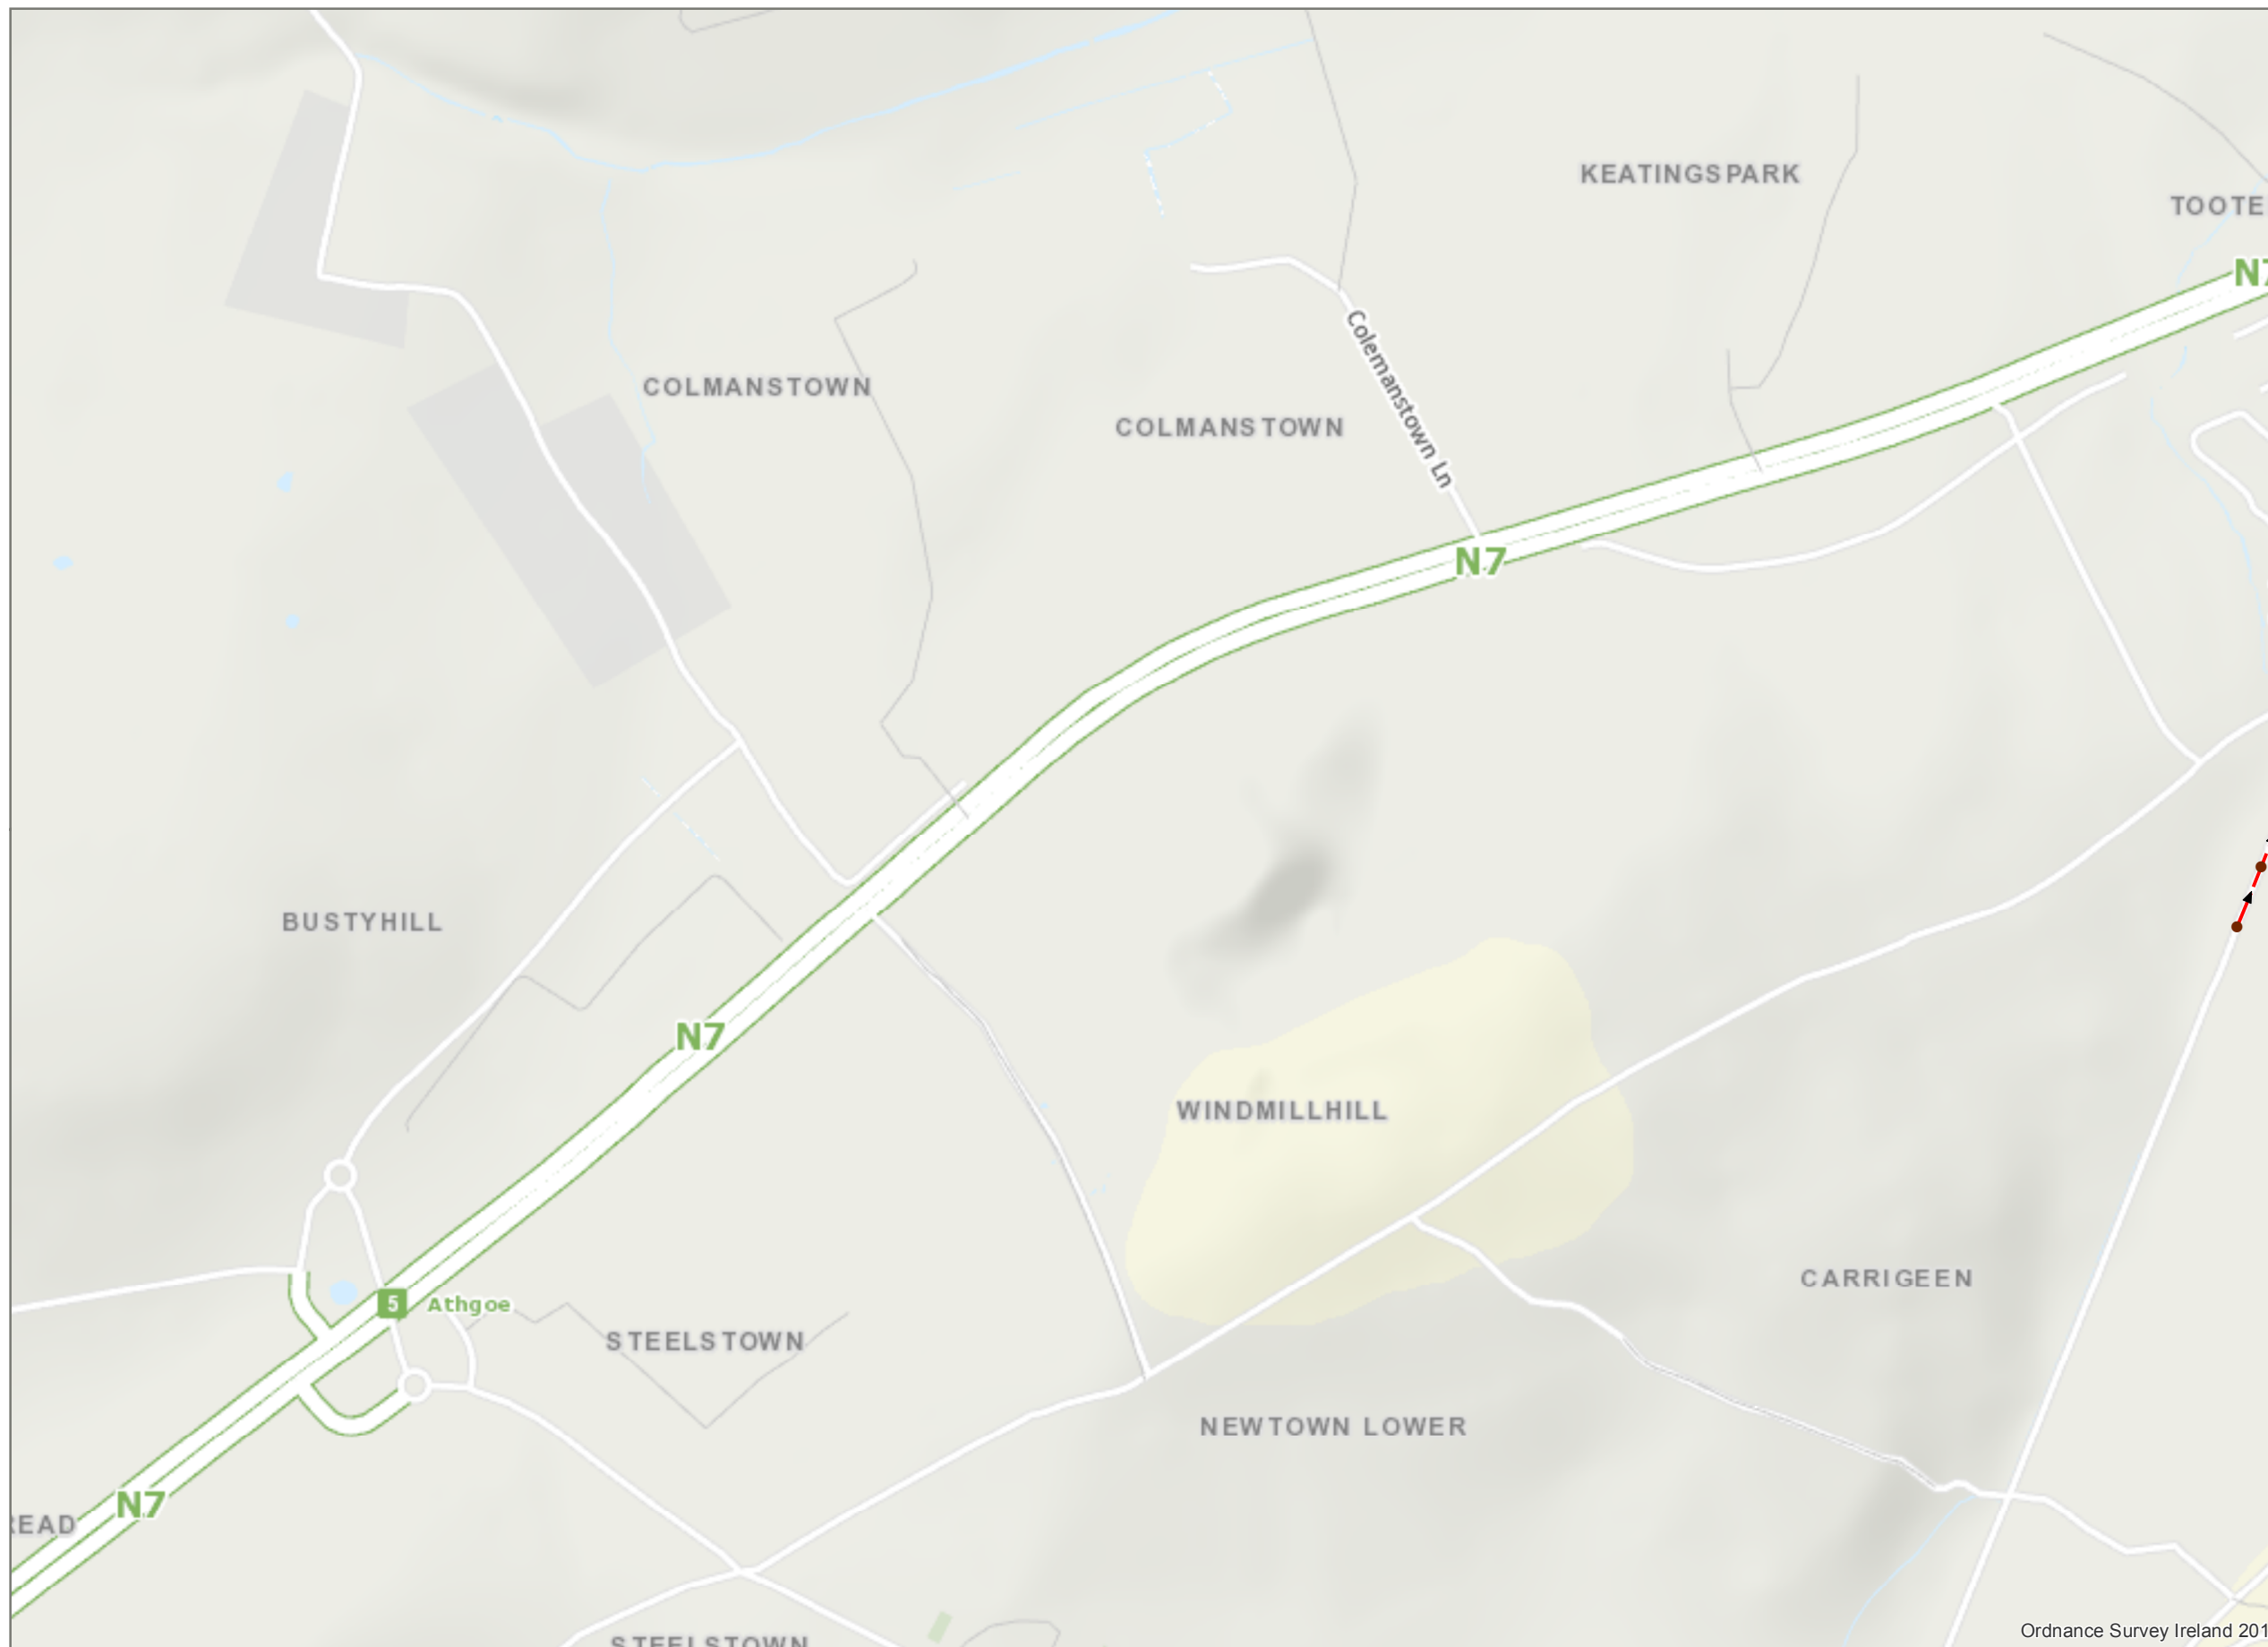 KEATINGSPARK
TOOTE
N7
Colemanstown Ln
COLMANSTOWN
COLMANSTOWN
N7
BUSTYHILL
N7
WINDMILLHILL
CARRIGEEN
5 Athgoe
STEELSTOWN
NEWTOWN LOWER
N7
READ
STEELSTOWN
Ordnance Survey Ireland 201